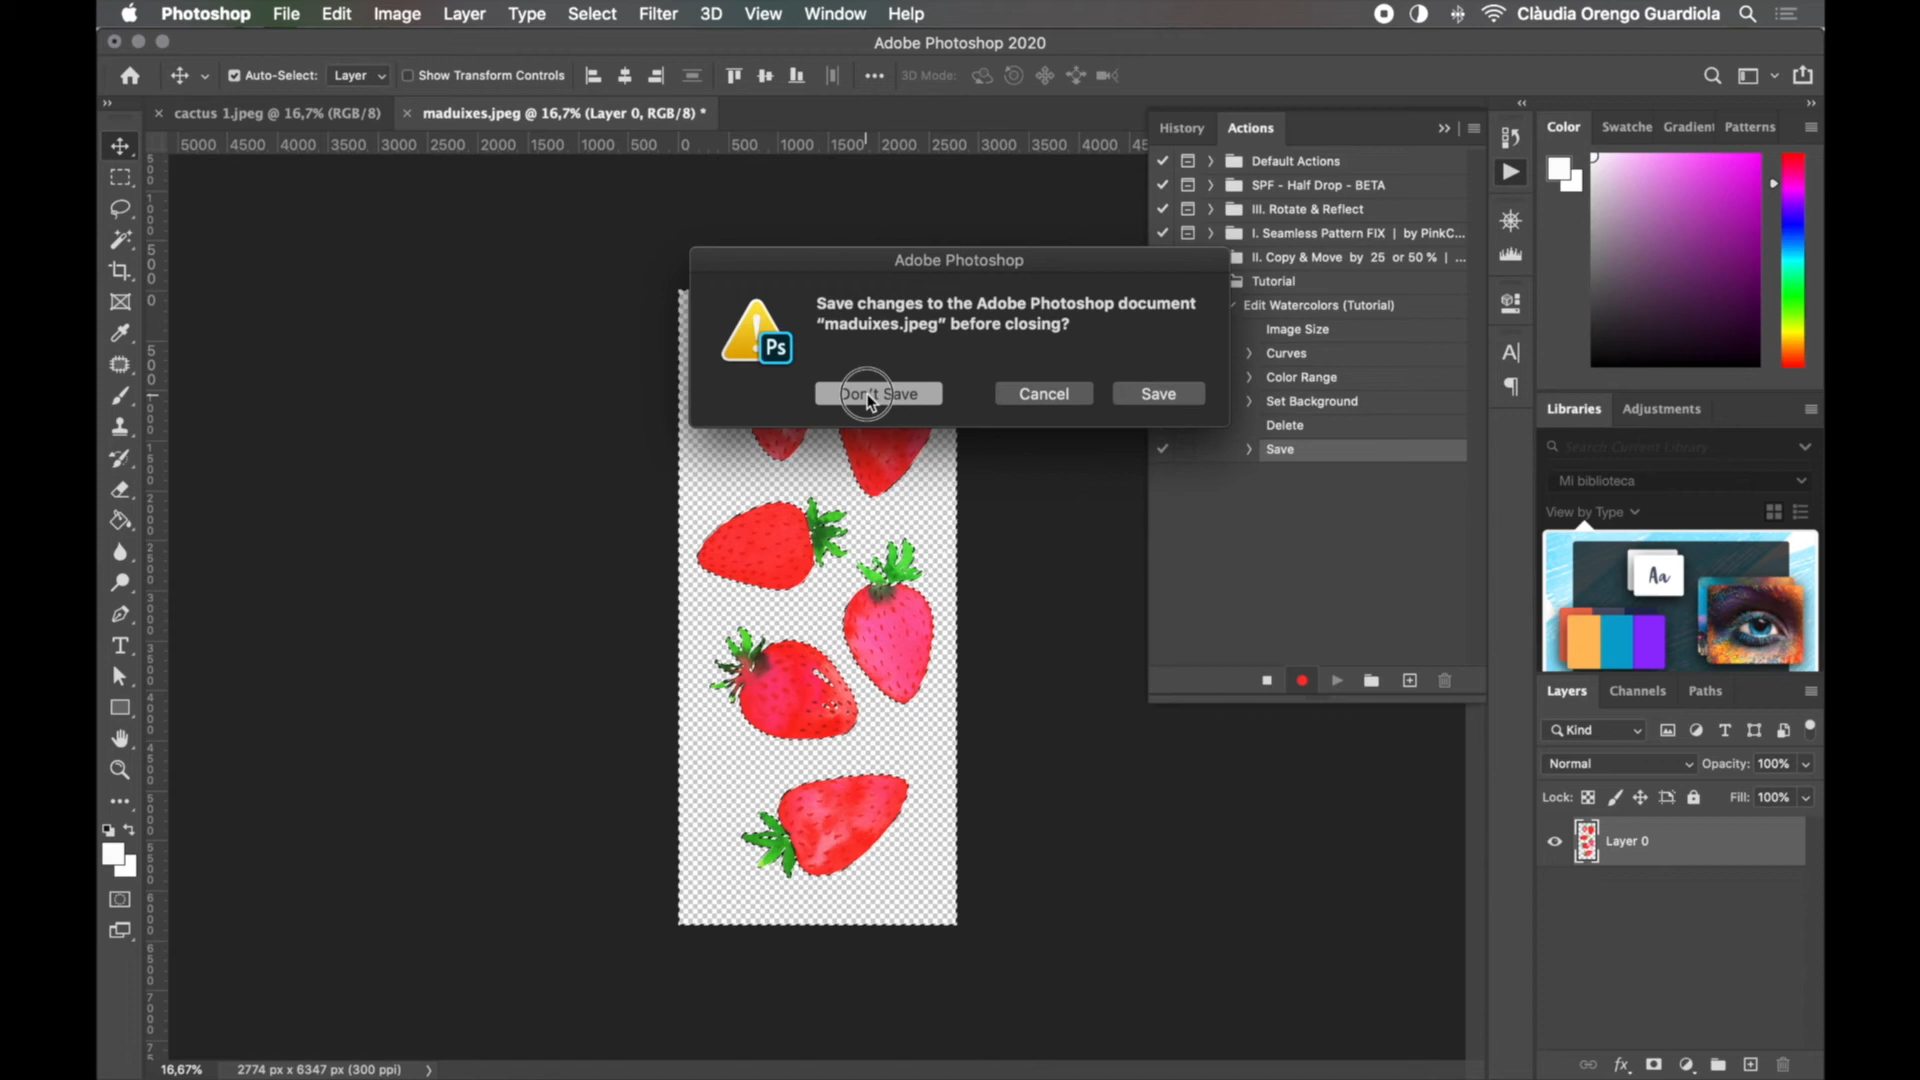 Photoshop File Edit Image Layer Type Select Filter 3D View Window Help Clàudia Orengo Guardiola
Adobe Photoshop 2020
Auto-Select: Layer Show Transform Controls 3D Mode:
cactus 1.jpeg @ 16,7% (RGB/8) maduixes.jpeg @ 16,7% (Layer 0, RGB/8) *
5000 4500 4000 3500 3000 2500 2000 1500 1000 500 0 500 1000 1500 2000 2500 3000 3500 4000
History Actions
Default Actions
SPF - Half Drop - BETA
III. Rotate & Reflect
I. Seamless Pattern FIX | by PinkC...
II. Copy & Move by 25 or 50 % | ...
Tutorial
Edit Watercolors (Tutorial)
Image Size
Curves
Color Range
Set Background
Delete
Save
Adobe Photoshop
Save changes to the Adobe Photoshop document
“maduixes.jpeg” before closing?
Ps
Don't Save Cancel Save
Color Swatche Gradient Patterns
Libraries Adjustments
Search Current Library
Mi biblioteca
View by Type
Aa
Layers Channels Paths
Kind
Normal Opacity: 100%
Lock: Fill: 100%
Layer 0
fx
16,67% 2774 px x 6347 px (300 ppi)